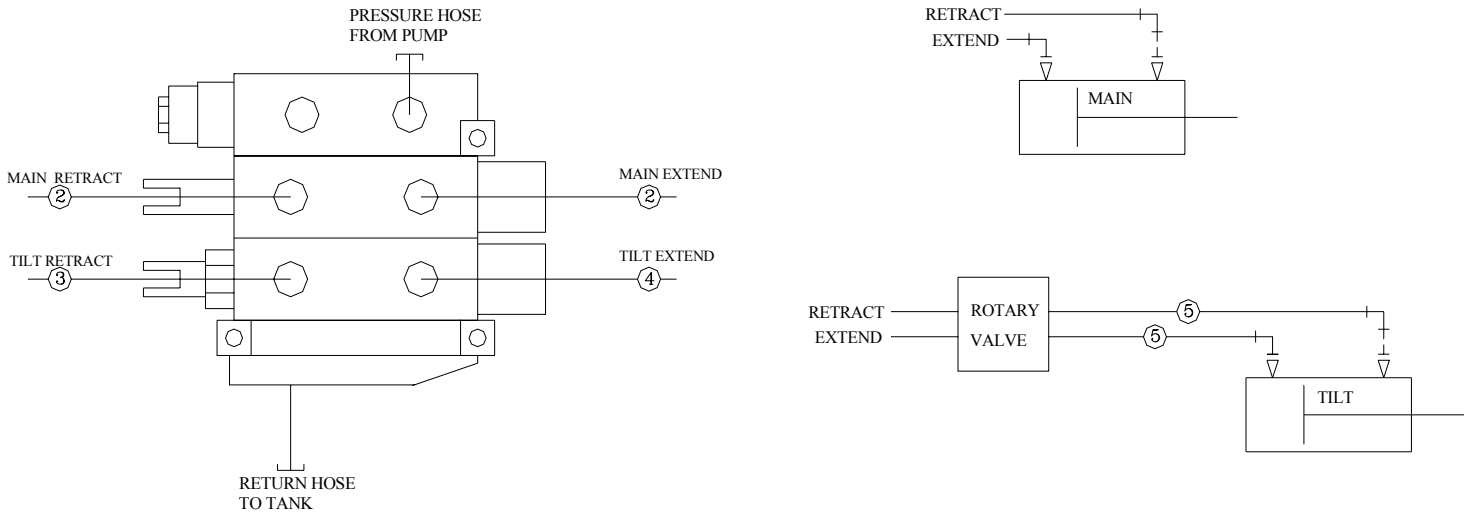 PRESSURE HOSE
FROM PUMP
MAIN RETRACT
2
MAIN EXTEND
2
TILT RETRACT
3
TILT EXTEND
4
RETURN HOSE
TO TANK
RETRACT
EXTEND
MAIN
RETRACT
EXTEND
ROTARY
VALVE
5
5
TILT